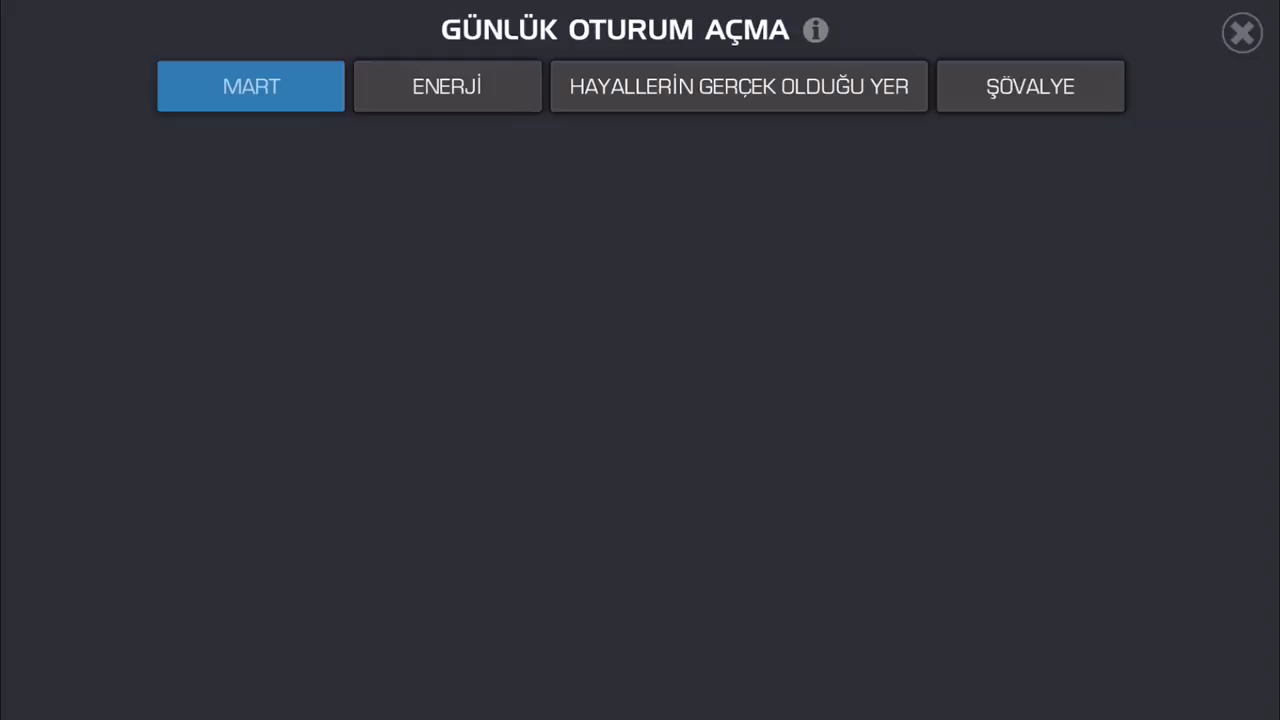 GÜNLÜK OTURUM AÇMA
MART ENERJİ HAYALLERİN GERÇEK OLDUĞU YER ŞÖVALYE